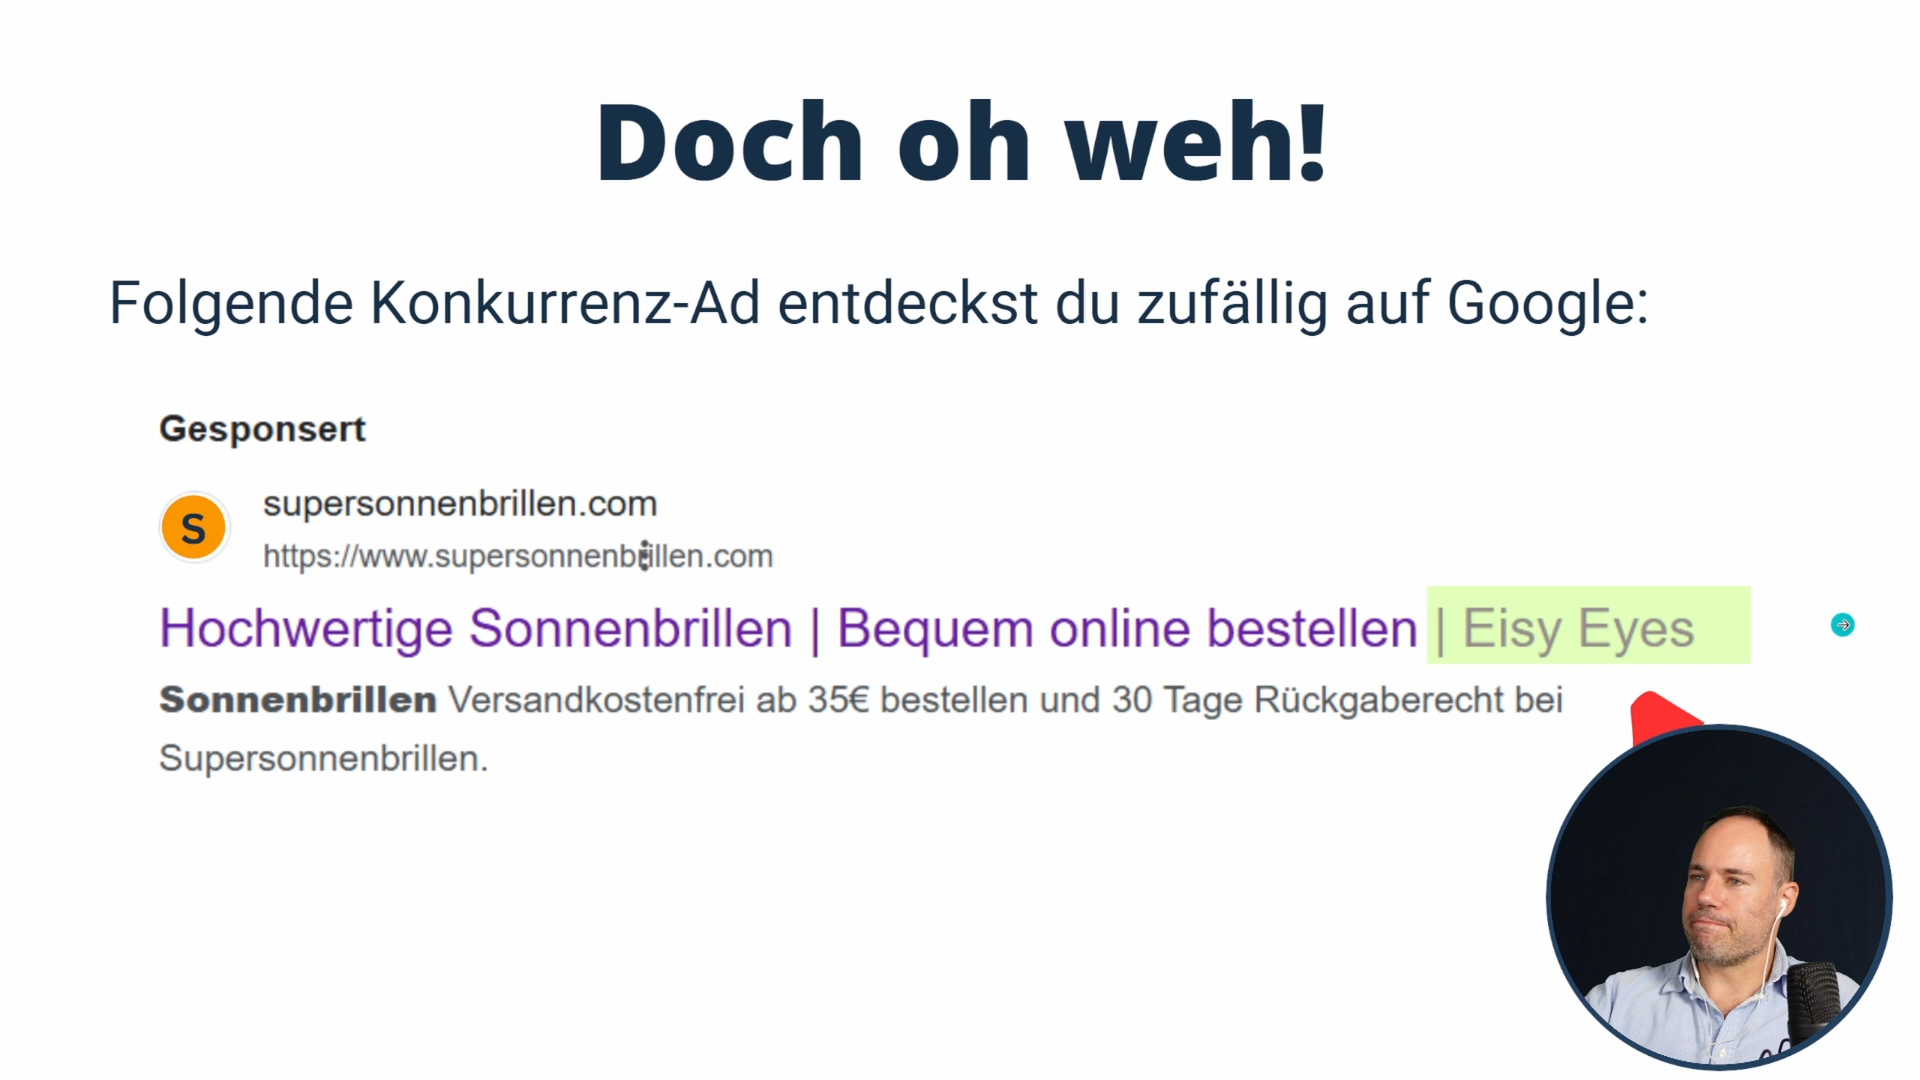 Doch oh weh!
Folgende Konkurrenz-Ad entdeckst du zufällig auf Google:
Gesponsert
S
supersonnenbrillen.com
https://www.supersonnenbrillen.com
Hochwertige Sonnenbrillen | Bequem online bestellen | Eisy Eyes
Sonnenbrillen Versandkostenfrei ab 35€ bestellen und 30 Tage Rückgaberecht bei
Supersonnenbrillen.